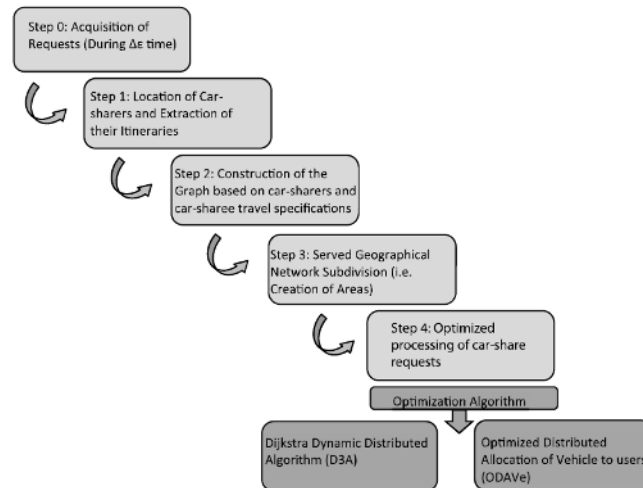 Step 0: Acquisition of
Requests (During Δε time)
Step 1: Location of Car-
sharers and Extraction of
their Itineraries
Step 2: Construction of the
Graph based on car-sharers and
car-sharee travel specifications
Step 3: Served Geographical
Network Subdivision (i.e.
Creation of Areas)
Step 4: Optimized
processing of car-share
requests
Optimization Algorithm
Dijkstra Dynamic Distributed
Algorithm (D3A)
Optimized Distributed
Allocation of Vehicle to users
(ODAVe)